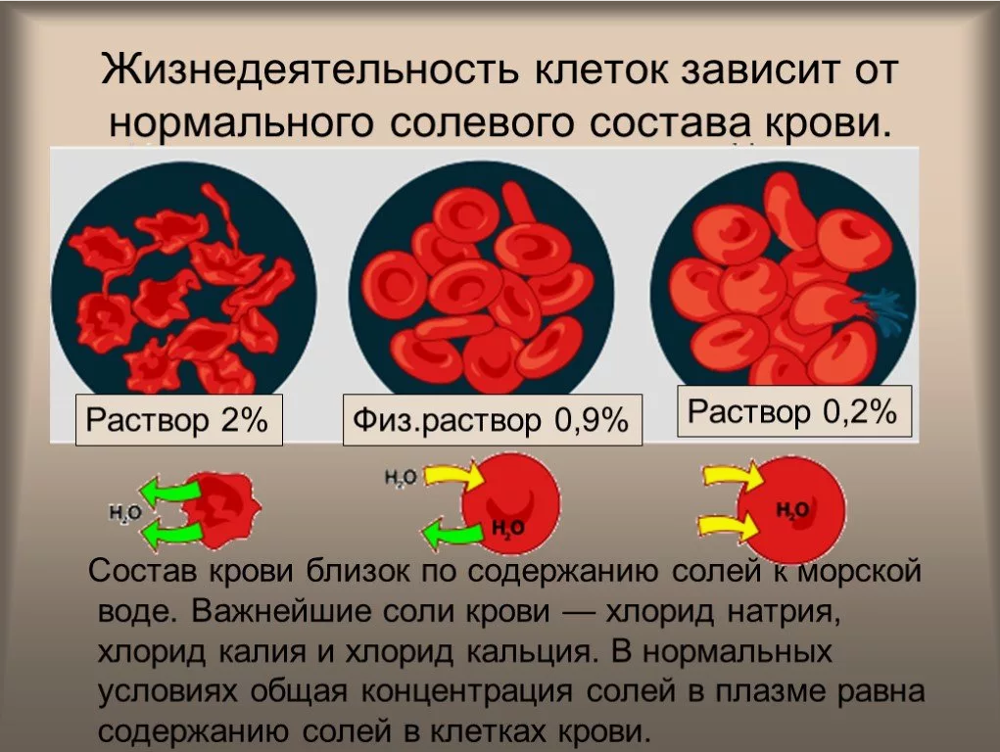 Жизнедеятельность клеток зависит от
нормального солевого состава крови.
Раствор 2%
Физ.раствор 0,9%
Раствор 0,2%
H₂O
H₂O
H₂O
H₂O
Состав крови близок по содержанию солей к морской
воде. Важнейшие соли крови — хлорид натрия,
хлорид калия и хлорид кальция. В нормальных
условиях общая концентрация солей в плазме равна
содержанию солей в клетках крови.